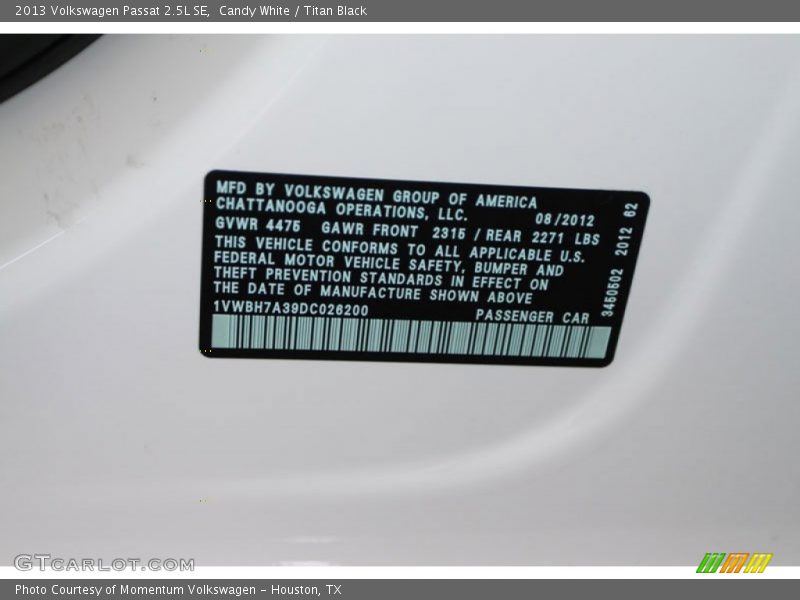 2013 Volkswagen Passat 2.5L SE,  Candy White / Titan Black
MFD BY VOLKSWAGEN GROUP OF AMERICA
CHATTANOOGA OPERATIONS, LLC. 08/2012
GVWR 4475 GAWR FRONT 2315 / REAR 2271 LBS
THIS VEHICLE CONFORMS TO ALL APPLICABLE U.S.
FEDERAL MOTOR VEHICLE SAFETY, BUMPER AND
THEFT PREVENTION STANDARDS IN EFFECT ON
THE DATE OF MANUFACTURE SHOWN ABOVE
1VWBH7A39DC026200 PASSENGER CAR
3450502 2012 62
GTCARLOT.COM
Photo Courtesy of Momentum Volkswagen - Houston, TX